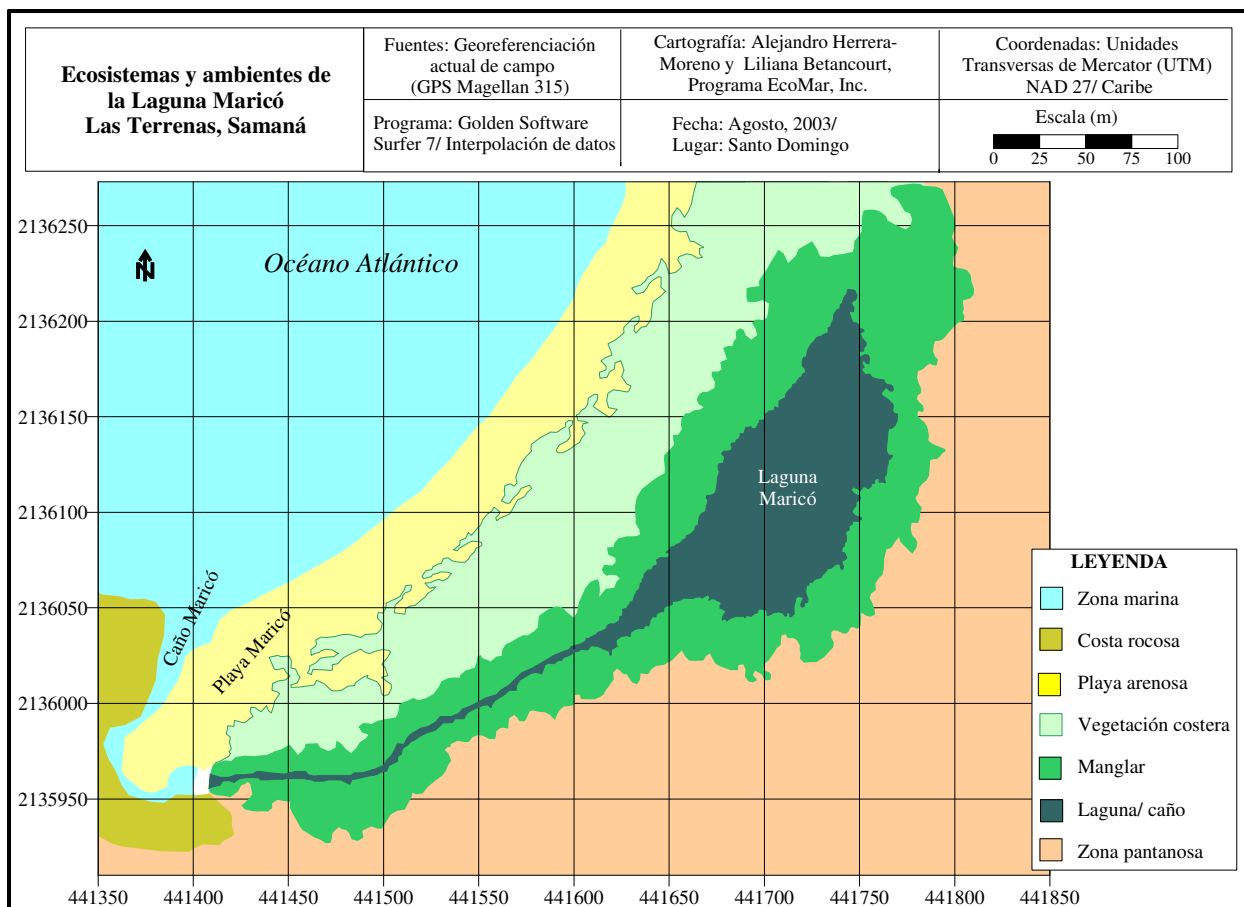 Ecosistemas y ambientes de
la Laguna Maricó
Las Terrenas, Samaná
Fuentes: Georeferenciación
actual de campo
(GPS Magellan 315)
Programa: Golden Software
Surfer 7/ Interpolación de datos
Cartografía: Alejandro Herrera-
Moreno y Liliana Betancourt,
Programa EcoMar, Inc.
Fecha: Agosto, 2003/
Lugar: Santo Domingo
Coordenadas: Unidades
Transversas de Mercator (UTM)
NAD 27/ Caribe
Escala (m)
0 25 50 75 100
2136250
2136200
2136150
2136100
2136050
2136000
2135950
N
Océano Atlántico
Laguna
Maricó
Caño Maricó
Playa Maricó
LEYENDA
Zona marina
Costa rocosa
Playa arenosa
Vegetación costera
Manglar
Laguna/ caño
Zona pantanosa
441350 441400 441450 441500 441550 441600 441650 441700 441750 441800 441850